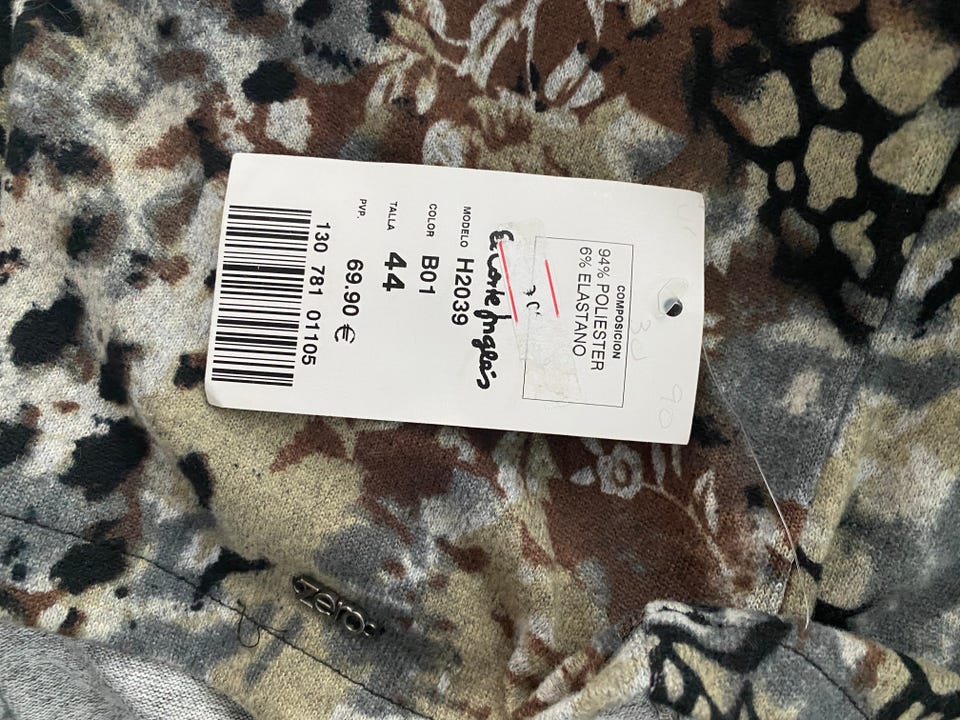 COMPOSICION
94% POLIESTER
6% ELASTANO
El Corte Inglés
MODELO H2039
COLOR B01
TALLA 44
PVP. 69.90 €
130 781 01105
zero